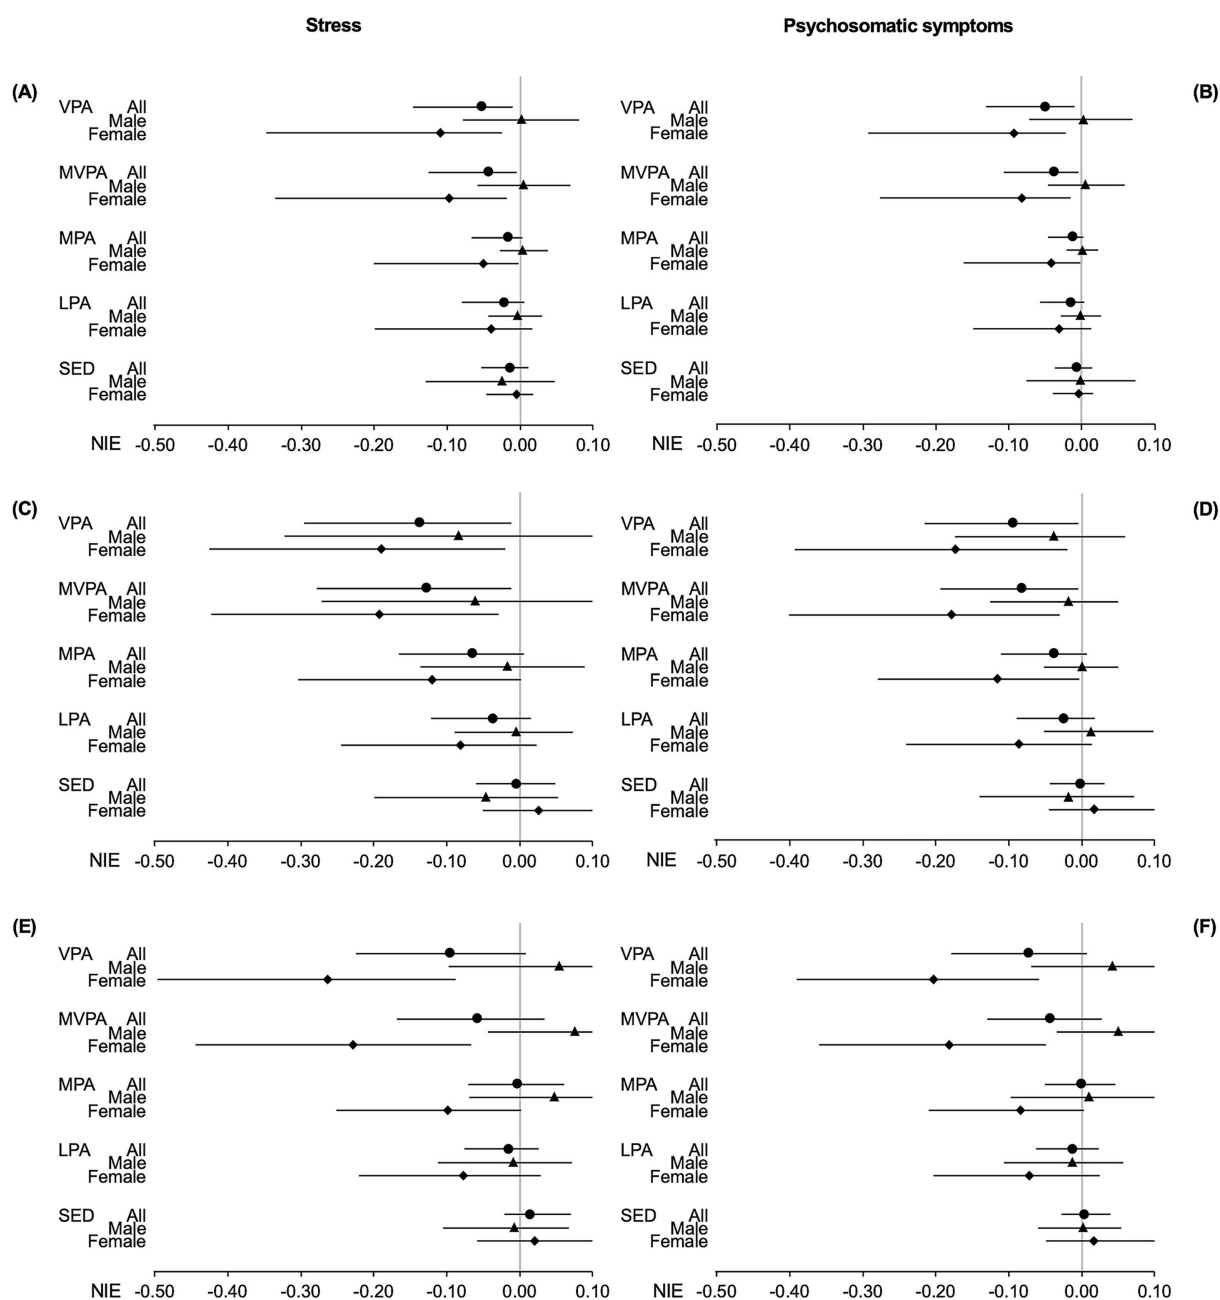 Stress Psychosomatic symptoms
(A) (B)
VPA All VPA All
Male Male
Female Female
MVPA All MVPA All
Male Male
Female Female
MPA All MPA All
Male Male
Female Female
LPA All LPA All
Male Male
Female Female
SED All SED All
Male Male
Female Female
NIE -0.50 -0.40 -0.30 -0.20 -0.10 0.00 0.10 NIE -0.50 -0.40 -0.30 -0.20 -0.10 0.00 0.10
(C) (D)
VPA All VPA All
Male Male
Female Female
MVPA All MVPA All
Male Male
Female Female
MPA All MPA All
Male Male
Female Female
LPA All LPA All
Male Male
Female Female
SED All SED All
Male Male
Female Female
NIE -0.50 -0.40 -0.30 -0.20 -0.10 0.00 0.10 NIE -0.50 -0.40 -0.30 -0.20 -0.10 0.00 0.10
(E) (F)
VPA All VPA All
Male Male
Female Female
MVPA All MVPA All
Male Male
Female Female
MPA All MPA All
Male Male
Female Female
LPA All LPA All
Male Male
Female Female
SED All SED All
Male Male
Female Female
NIE -0.50 -0.40 -0.30 -0.20 -0.10 0.00 0.10 NIE -0.50 -0.40 -0.30 -0.20 -0.10 0.00 0.10